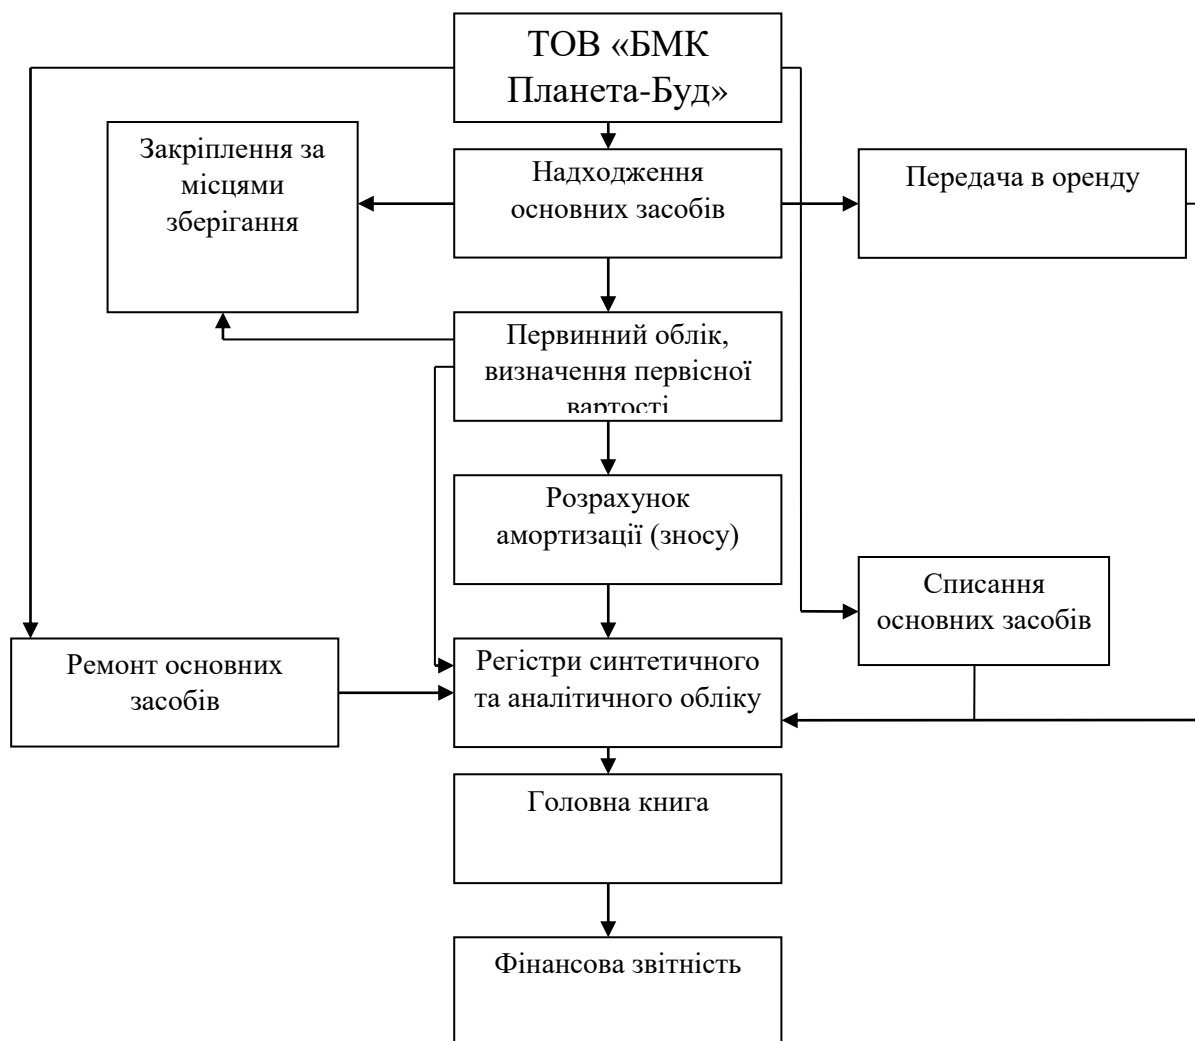 ТОВ «БМК
Планета-Буд»
Закріплення за
місцями
зберігання
Надходження
основних засобів
Передача в оренду
Первинний облік,
визначення первісної
вартості
Розрахунок
амортизації (зносу)
Списання
основних засобів
Ремонт основних
засобів
Регістри синтетичного
та аналітичного обліку
Головна книга
Фінансова звітність